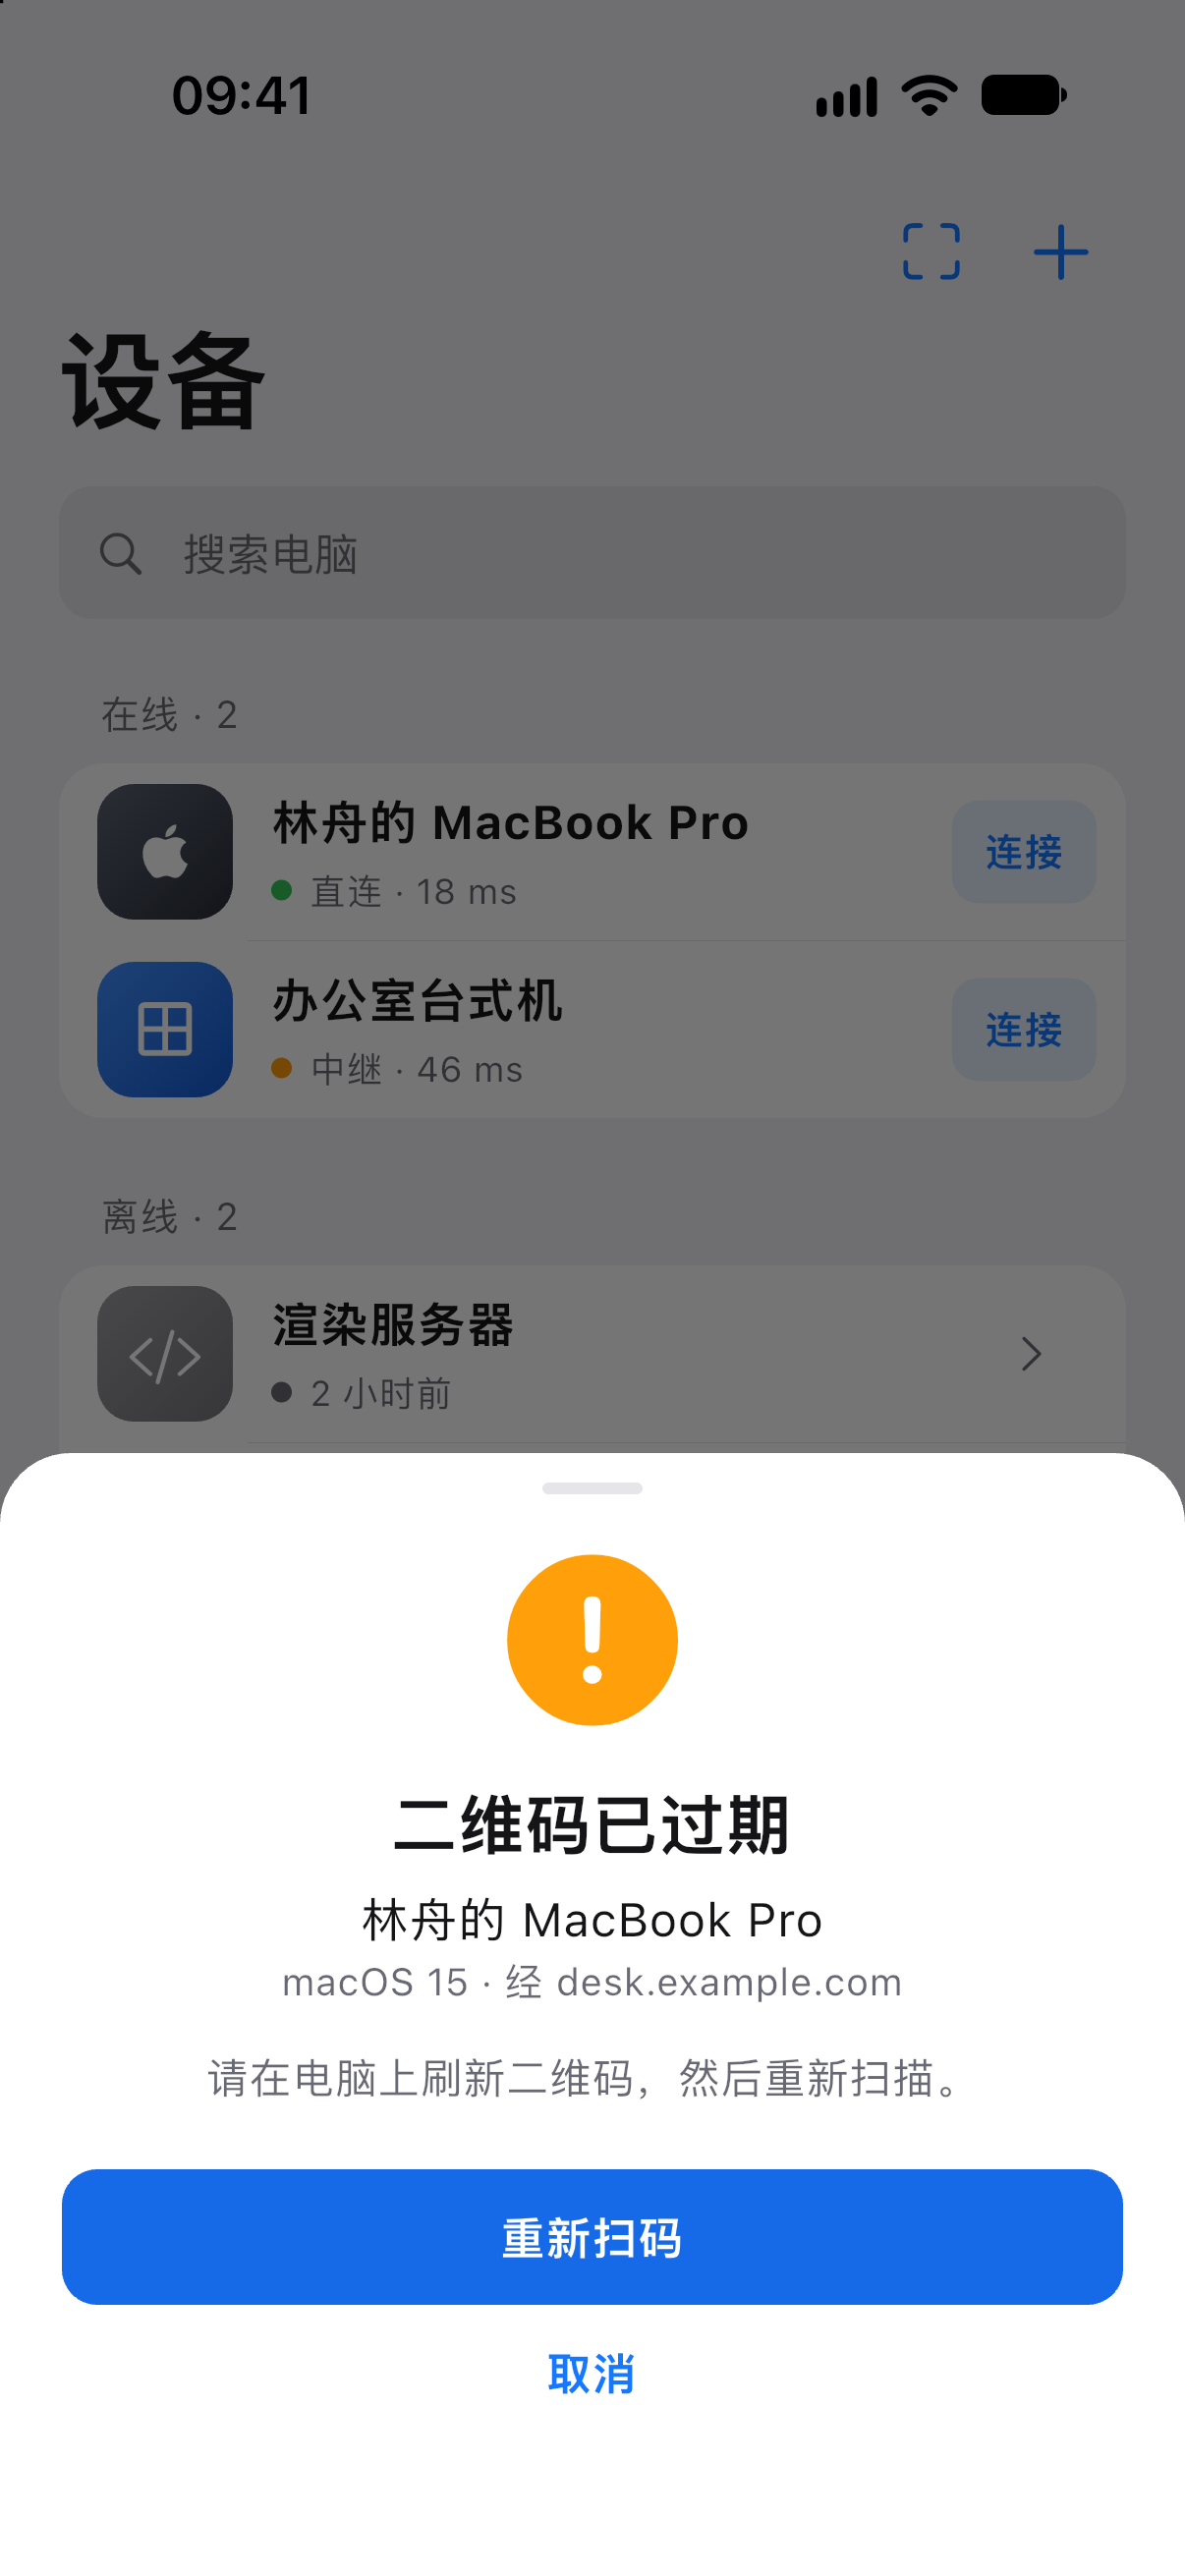 09:41
设备
搜索电脑
在线 · 2
林舟的 MacBook Pro
直连 · 18 ms
连接
办公室台式机
中继 · 46 ms
连接
离线 · 2
渲染服务器
2 小时前
二维码已过期
林舟的 MacBook Pro
macOS 15 · 经 desk.example.com
请在电脑上刷新二维码，然后重新扫描。
重新扫码
取消